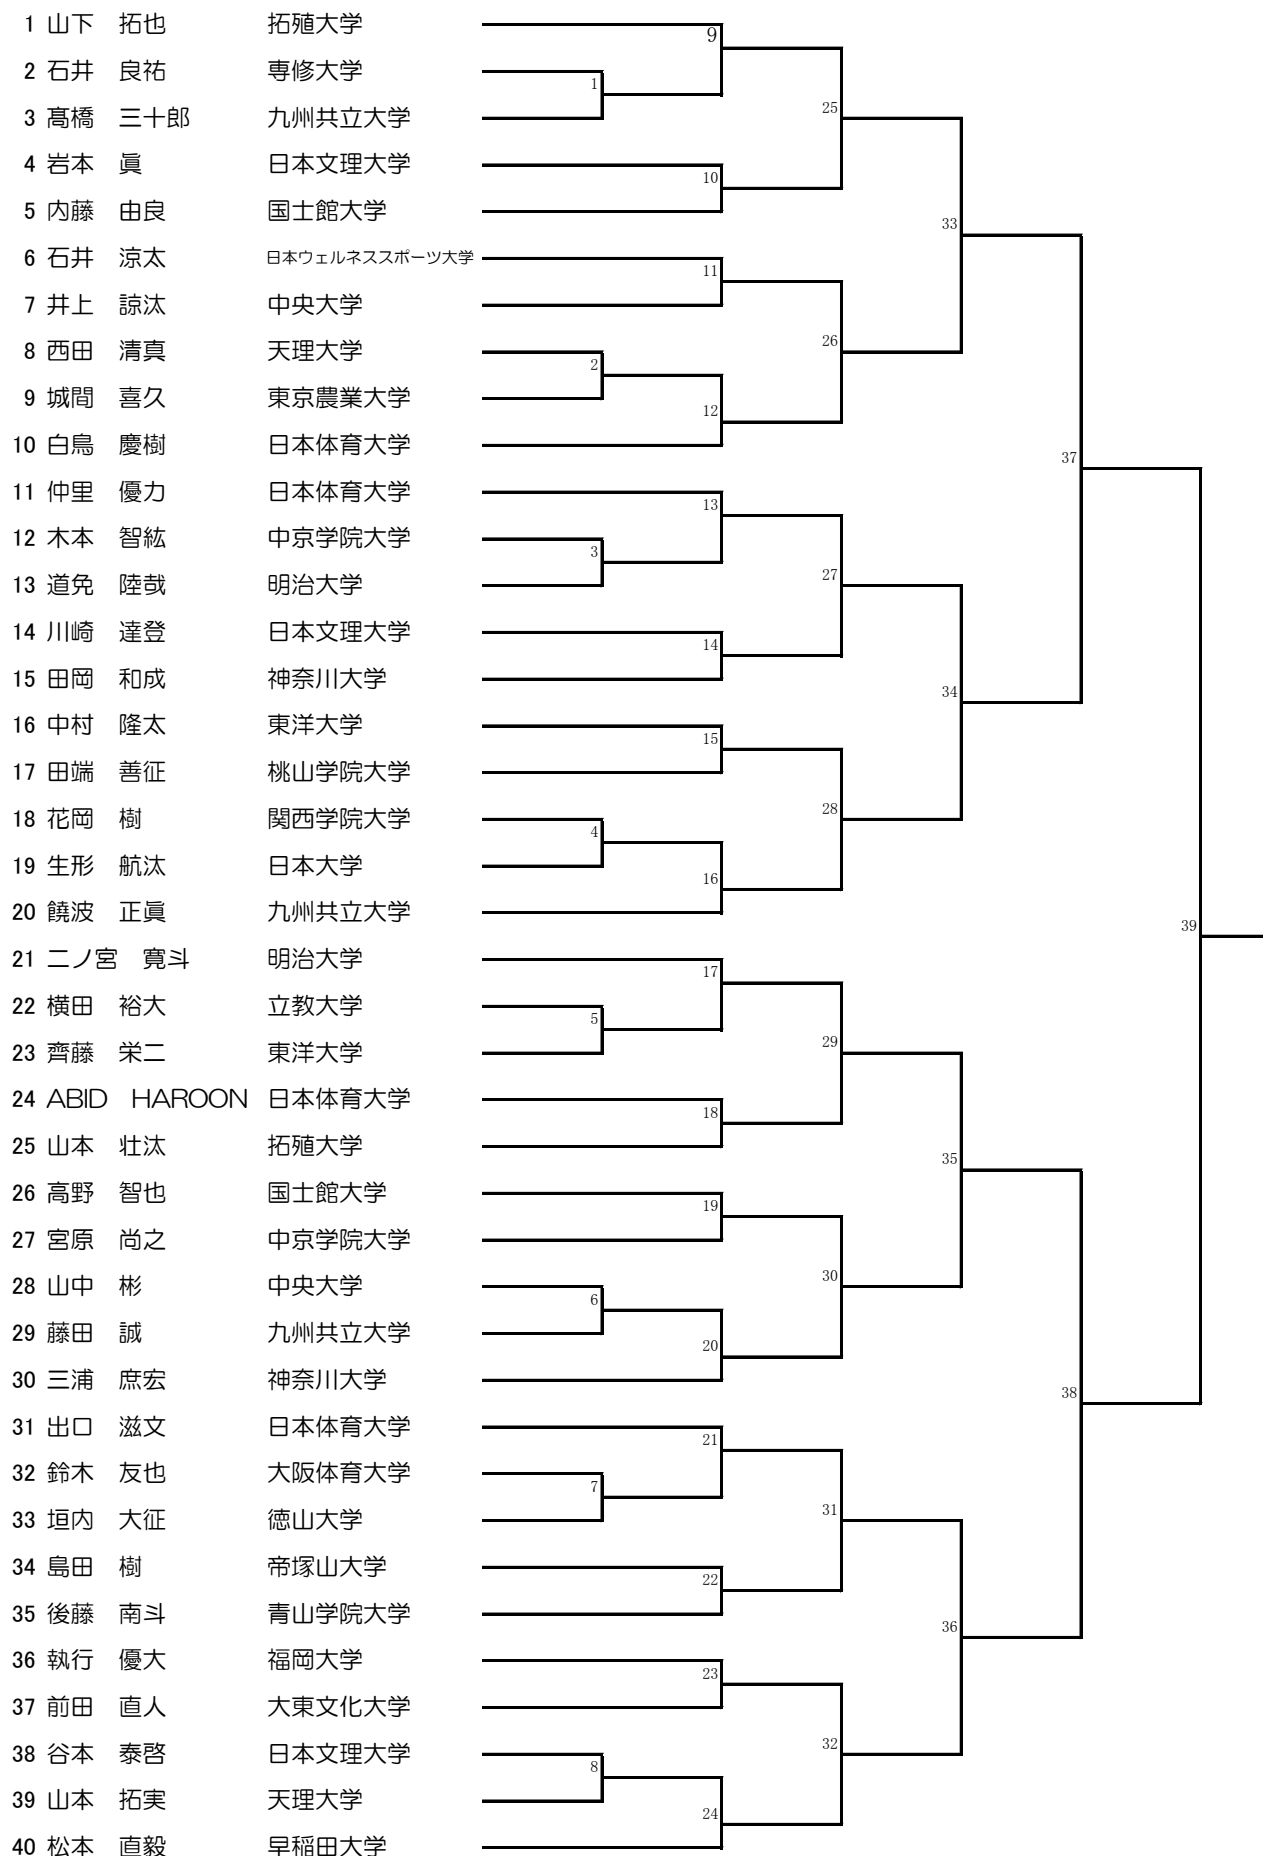 1 山下 拓也 拓殖大学
9
2 石井 良祐 専修大学
1
3 髙橋 三十郎 九州共立大学
25
4 岩本 眞 日本文理大学
10
5 内藤 由良 国士館大学
33
6 石井 涼太 日本ウェルネススポーツ大学
11
7 井上 諒汰 中央大学
26
8 西田 清真 天理大学
2
9 城間 喜久 東京農業大学
12
10 白鳥 慶樹 日本体育大学
37
11 仲里 優力 日本体育大学
13
12 木本 智紘 中京学院大学
3
13 道免 陸哉 明治大学
27
14 川崎 達登 日本文理大学
14
15 田岡 和成 神奈川大学
34
16 中村 隆太 東洋大学
15
17 田端 善征 桃山学院大学
28
18 花岡 樹 関西学院大学
4
19 生形 航汰 日本大学
16
20 饒波 正眞 九州共立大学
39
21 二ノ宮 寛斗 明治大学
17
22 横田 裕大 立教大学
5
23 齊藤 栄二 東洋大学
29
24 ABID HAROON 日本体育大学
18
25 山本 壮汰 拓殖大学
35
26 高野 智也 国士館大学
19
27 宮原 尚之 中京学院大学
30
28 山中 彬 中央大学
6
29 藤田 誠 九州共立大学
20
30 三浦 庶宏 神奈川大学
38
31 出口 滋文 日本体育大学
21
32 鈴木 友也 大阪体育大学
7
33 垣内 大征 徳山大学
31
34 島田 樹 帝塚山大学
22
35 後藤 南斗 青山学院大学
36
36 執行 優大 福岡大学
23
37 前田 直人 大東文化大学
32
38 谷本 泰啓 日本文理大学
8
39 山本 拓実 天理大学
24
40 松本 直毅 早稲田大学